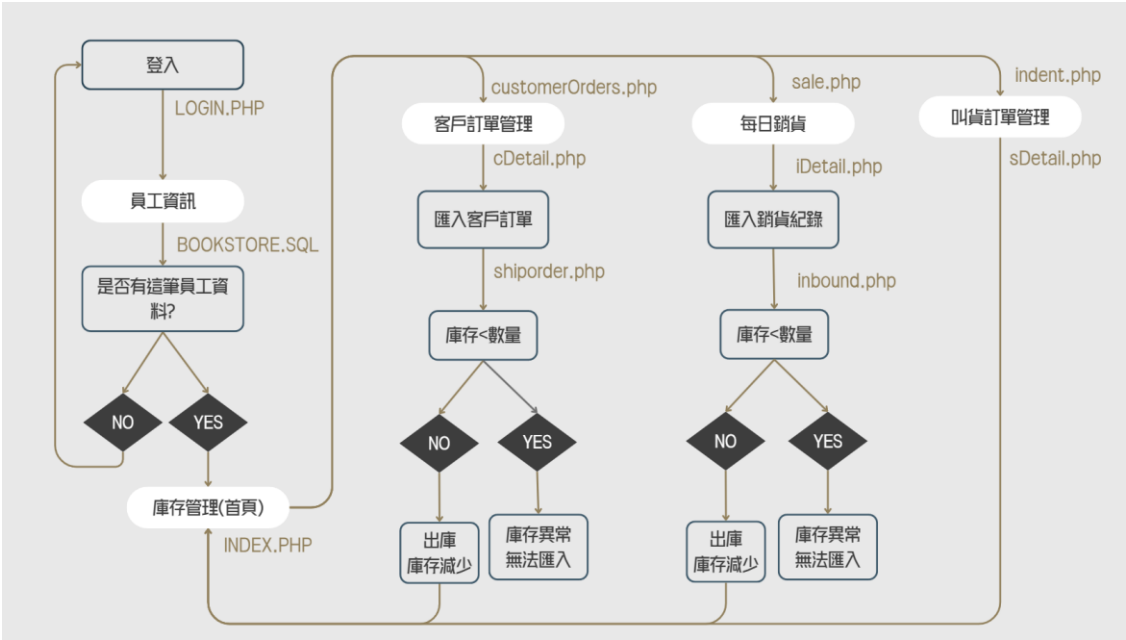 登入
LOGIN.PHP
員工資訊
BOOKSTORE.SQL
是否有這筆員工資
料?
NO
YES
庫存管理(首頁)
INDEX.PHP
customerOrders.php
客戶訂單管理
cDetail.php
匯入客戶訂單
shiporder.php
庫存<數量
NO
YES
出庫
庫存減少
庫存異常
無法匯入
sale.php
每日銷貨
iDetail.php
匯入銷貨紀錄
inbound.php
庫存<數量
NO
YES
出庫
庫存減少
庫存異常
無法匯入
indent.php
叫貨訂單管理
sDetail.php